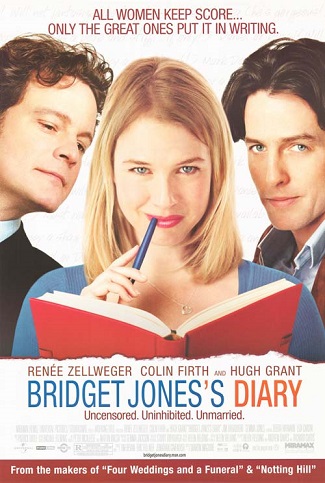 ALL WOMEN KEEP SCORE...
ONLY THE GREAT ONES PUT IT IN WRITING.
RENÉE ZELLWEGER COLIN FIRTH AND HUGH GRANT
BRIDGET JONES'S DIARY
Uncensored. Uninhibited. Unmarried.
bridgetjonesdiary.miramax.com
From the makers of "Four Weddings and a Funeral" & "Notting Hill"